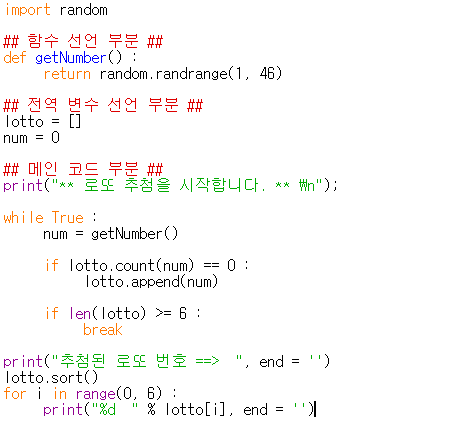 import random
## 함수 선언 부분 ##
def getNumber() :
return random.randrange(1, 46)
## 전역 변수 선언 부분 ##
lotto = []
num = 0
## 메인 코드 부분 ##
print("** 로또 추첨을 시작합니다. ** ₩n");
while True :
num = getNumber()
if lotto.count(num) == 0 :
lotto.append(num)
if len(lotto) >= 6 :
break
print("추첨된 로또 번호 ==>  ", end = '')
lotto.sort()
for i in range(0, 6) :
print("%d  " % lotto[i], end = '')